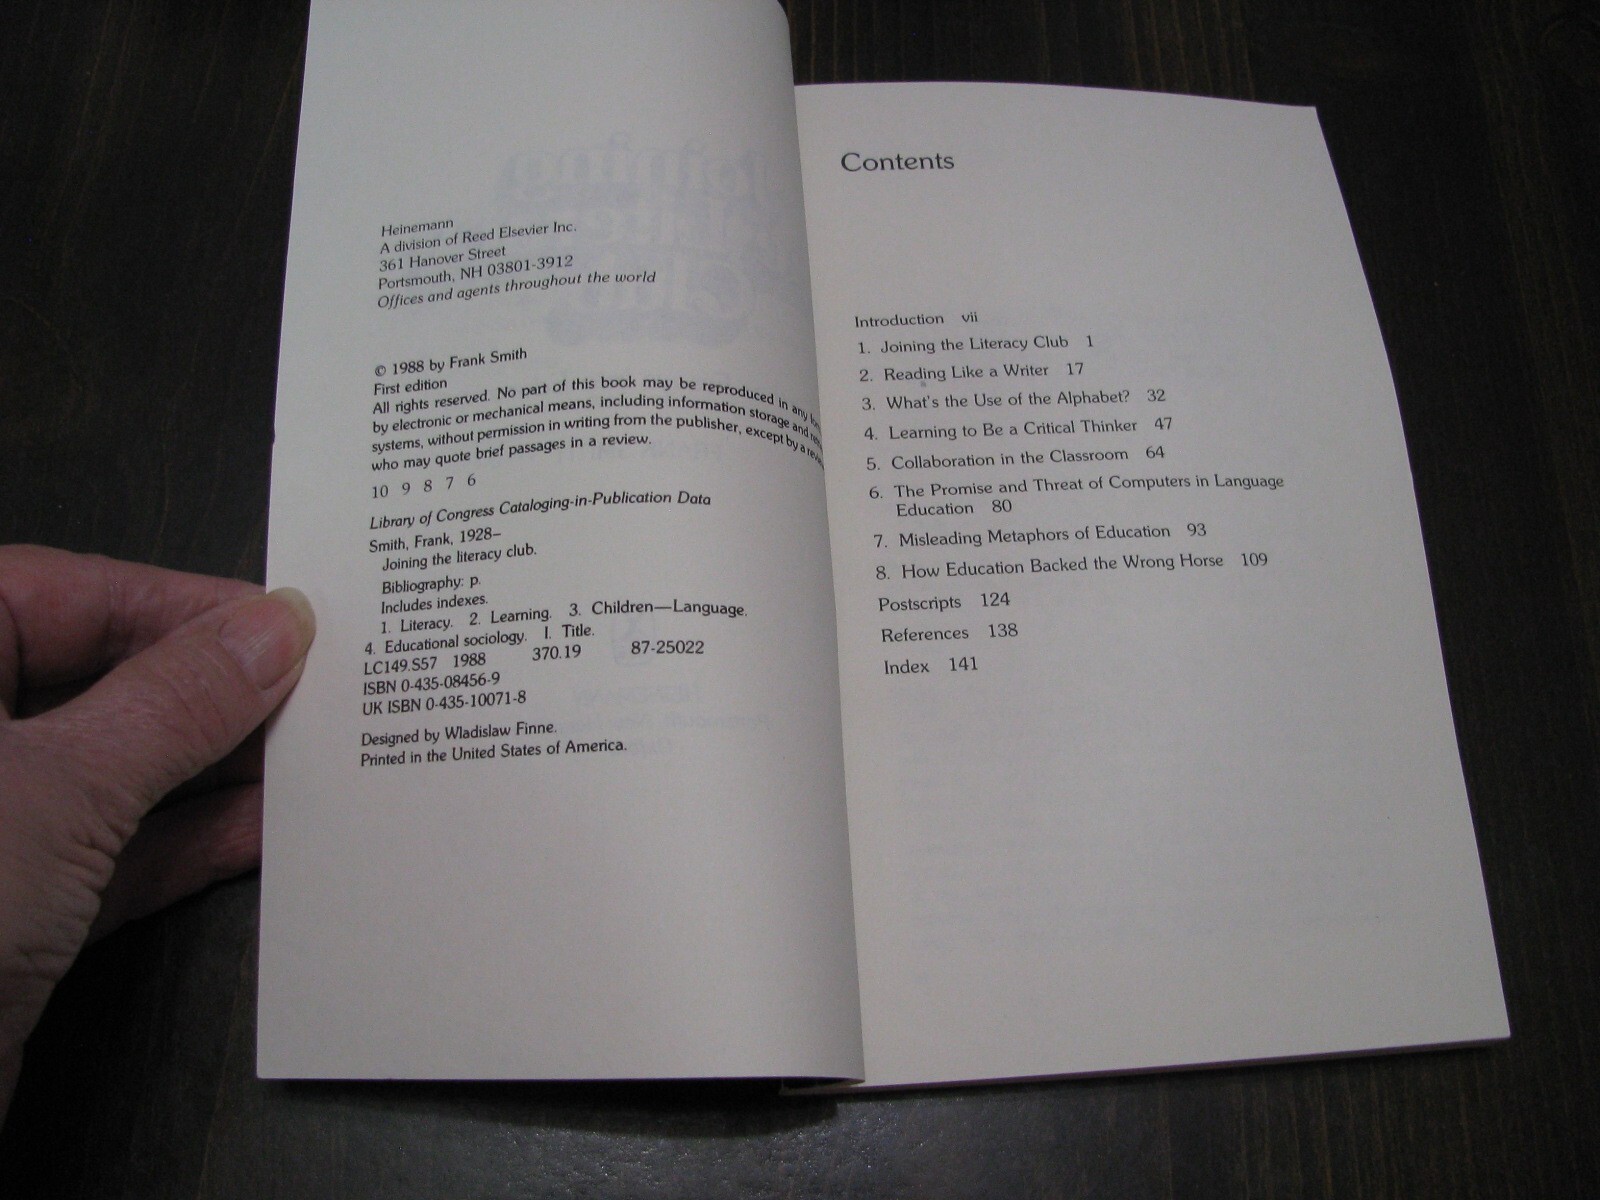 Heinemann
A division of Reed Elsevier Inc.
361 Hanover Street
Portsmouth, NH 03801-3912
Offices and agents throughout the world
© 1988 by Frank Smith
First edition
All rights reserved. No part of this book may be reproduced in any
by electronic or mechanical means, including information storage and
systems, without permission in writing from the publisher, except by a
who may quote brief passages in a review.
10 9 8 7 6
Library of Congress Cataloging-in-Publication Data
Smith, Frank, 1928–
Joining the literacy club.
Bibliography: p.
Includes indexes.
1. Literacy. 2. Learning. 3. Children—Language.
4. Educational sociology. I. Title.
LC149.S57 1988 370.19 87-25022
ISBN 0-435-08456-9
UK ISBN 0-435-10071-8
Designed by Wladislaw Finne.
Printed in the United States of America.
Contents
Introduction vii
1. Joining the Literacy Club 1
2. Reading Like a Writer 17
3. What's the Use of the Alphabet? 32
4. Learning to Be a Critical Thinker 47
5. Collaboration in the Classroom 64
6. The Promise and Threat of Computers in Language
Education 80
7. Misleading Metaphors of Education 93
8. How Education Backed the Wrong Horse 109
Postscripts 124
References 138
Index 141